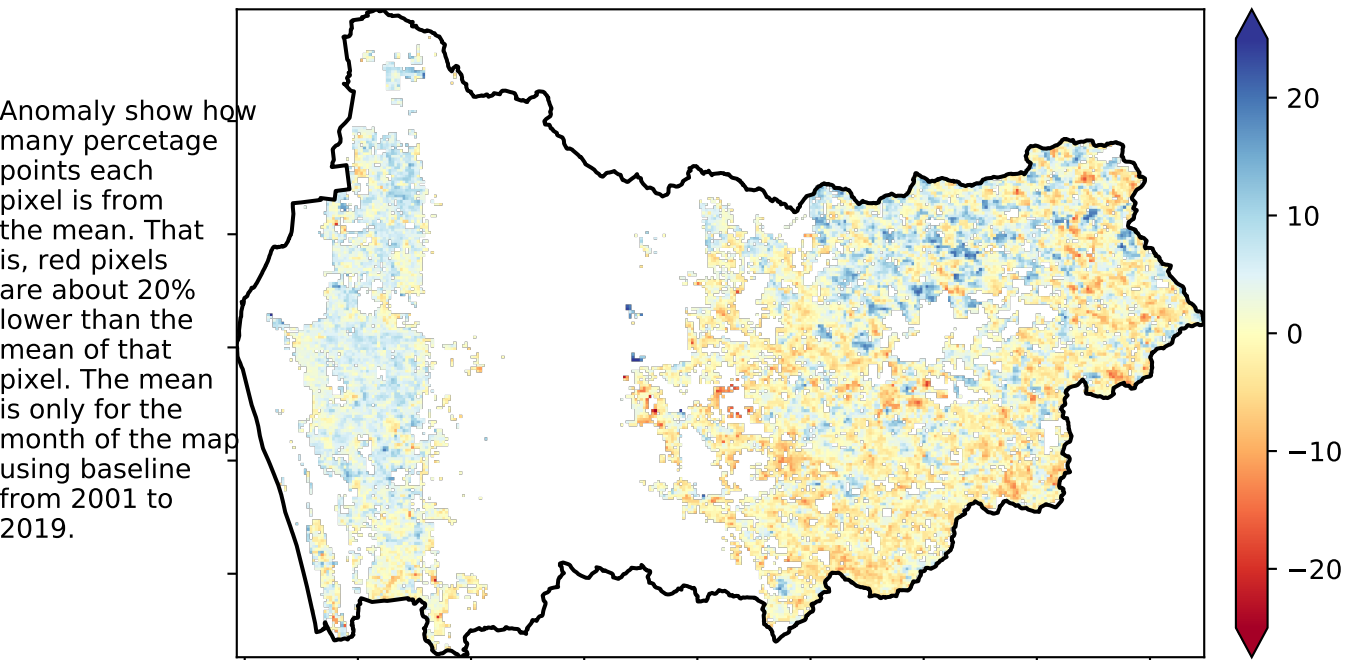 Anomaly show how
many percetage
points each
pixel is from
the mean. That
is, red pixels
are about 20%
lower than the
mean of that
pixel. The mean
is only for the
month of the map
using baseline
from 2001 to
2019.
20
10
0
−10
−20